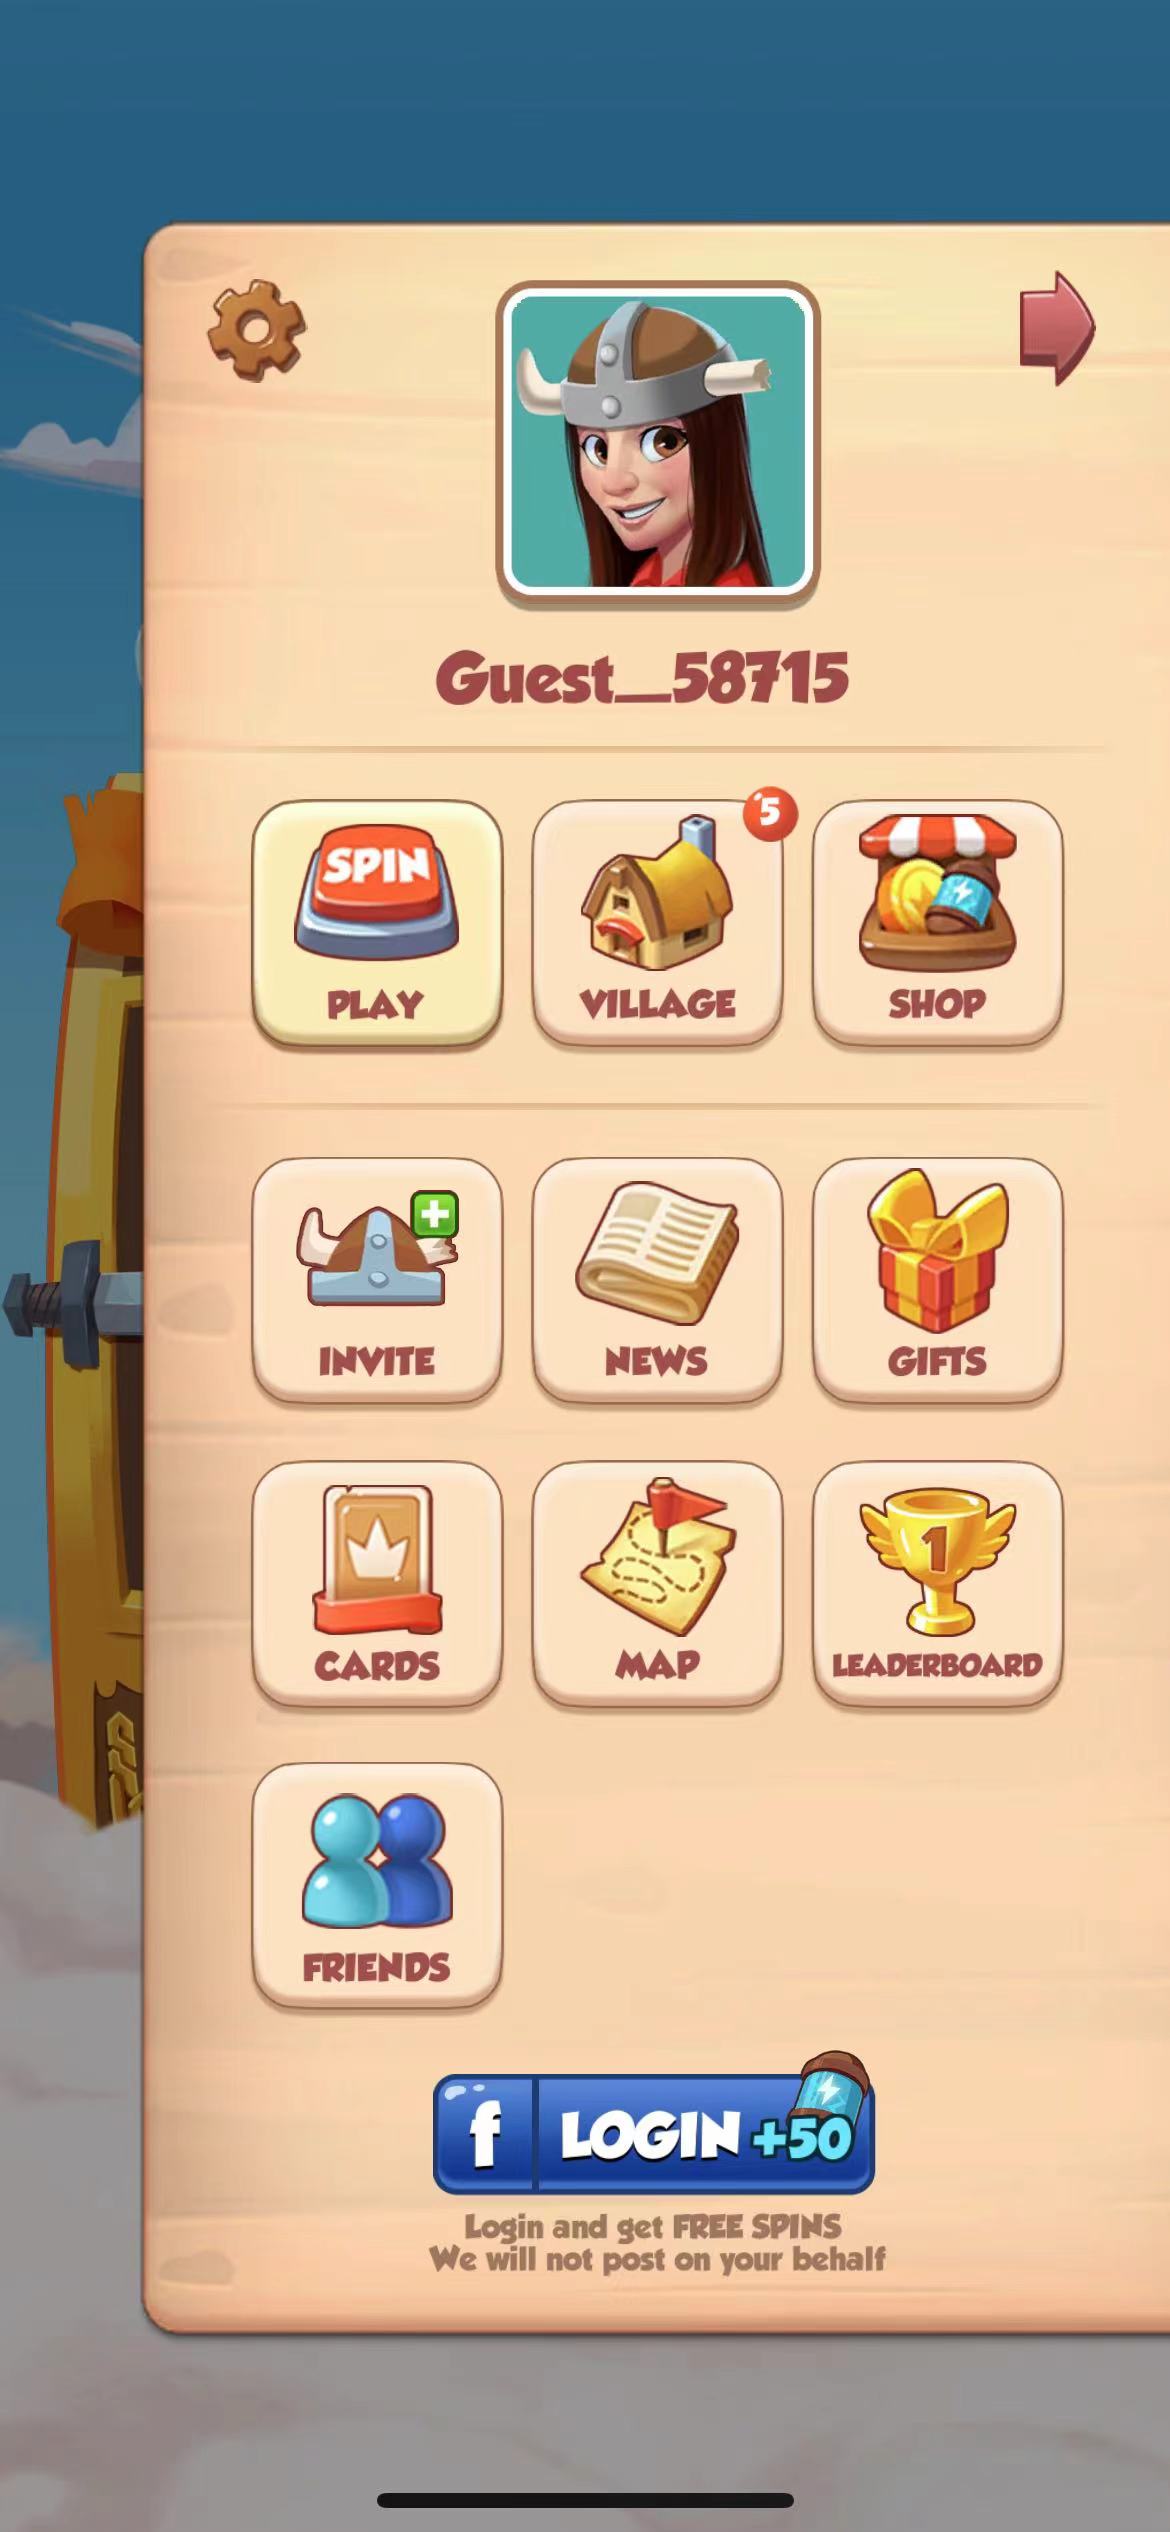 Guest_58715
SPIN
PLAY
5
VILLAGE
SHOP
INVITE
NEWS
GIFTS
CARDS
MAP
1
LEADERBOARD
FRIENDS
f LOGIN +50
Login and get FREE SPINS
We will not post on your behalf